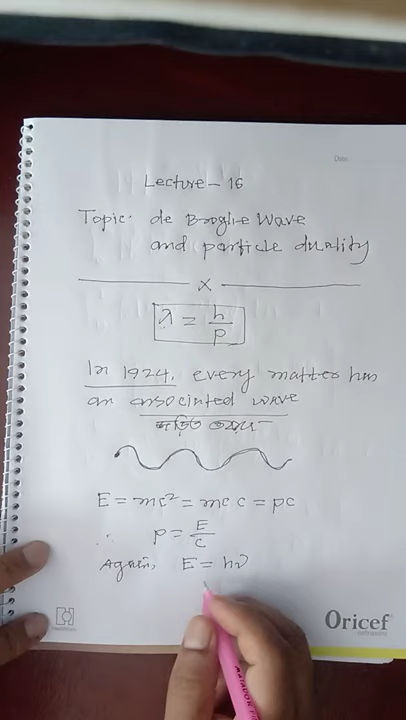 Date
Lecture - 16
Topic: de Broglie Wave
and particle duality
x
λ = h/p
In 1924, every matter has
an associated wave
E = mc² = mc c = pc
∴ p = E/c
Again, E = hν
Oricef